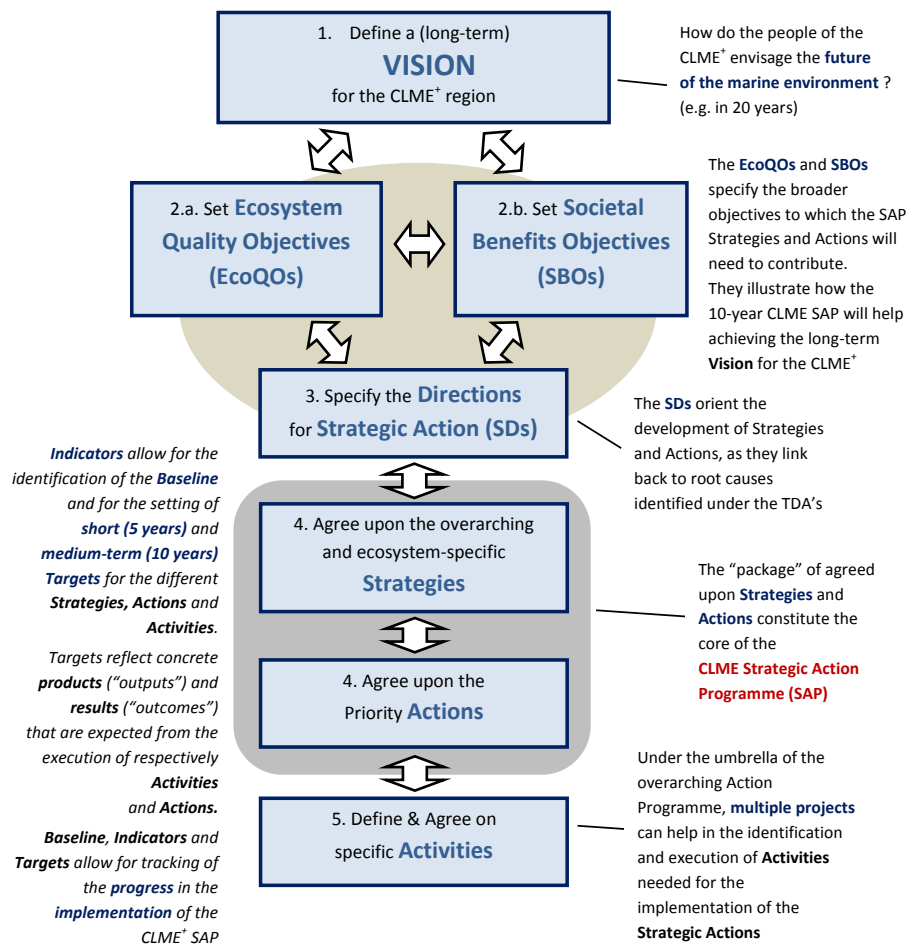 1. Define a (long-term)
VISION
for the CLME+ region
How do the people of the
CLME+ envisage the future
of the marine environment ?
(e.g. in 20 years)
2.a. Set Ecosystem
Quality Objectives
(EcoQOs)
2.b. Set Societal
Benefits Objectives
(SBOs)
The EcoQOs and SBOs
specify the broader
objectives to which the SAP
Strategies and Actions will
need to contribute.
They illustrate how the
10-year CLME SAP will help
achieving the long-term
Vision for the CLME+
3. Specify the Directions
for Strategic Action (SDs)
The SDs orient the
development of Strategies
and Actions, as they link
back to root causes
identified under the TDA’s
Indicators allow for the
identification of the Baseline
and for the setting of
short (5 years) and
medium-term (10 years)
Targets for the different
Strategies, Actions and
Activities.
Targets reflect concrete
products (“outputs”) and
results (“outcomes”)
that are expected from the
execution of respectively
Activities
and Actions.
Baseline, Indicators and
Targets allow for tracking of
the progress in the
implementation of the
CLME+ SAP
4. Agree upon the overarching
and ecosystem-specific
Strategies
The “package” of agreed
upon Strategies and
Actions constitute the
core of the
CLME Strategic Action
Programme (SAP)
4. Agree upon the
Priority Actions
5. Define & Agree on
specific Activities
Under the umbrella of the
overarching Action
Programme, multiple projects
can help in the identification
and execution of Activities
needed for the
implementation of the
Strategic Actions